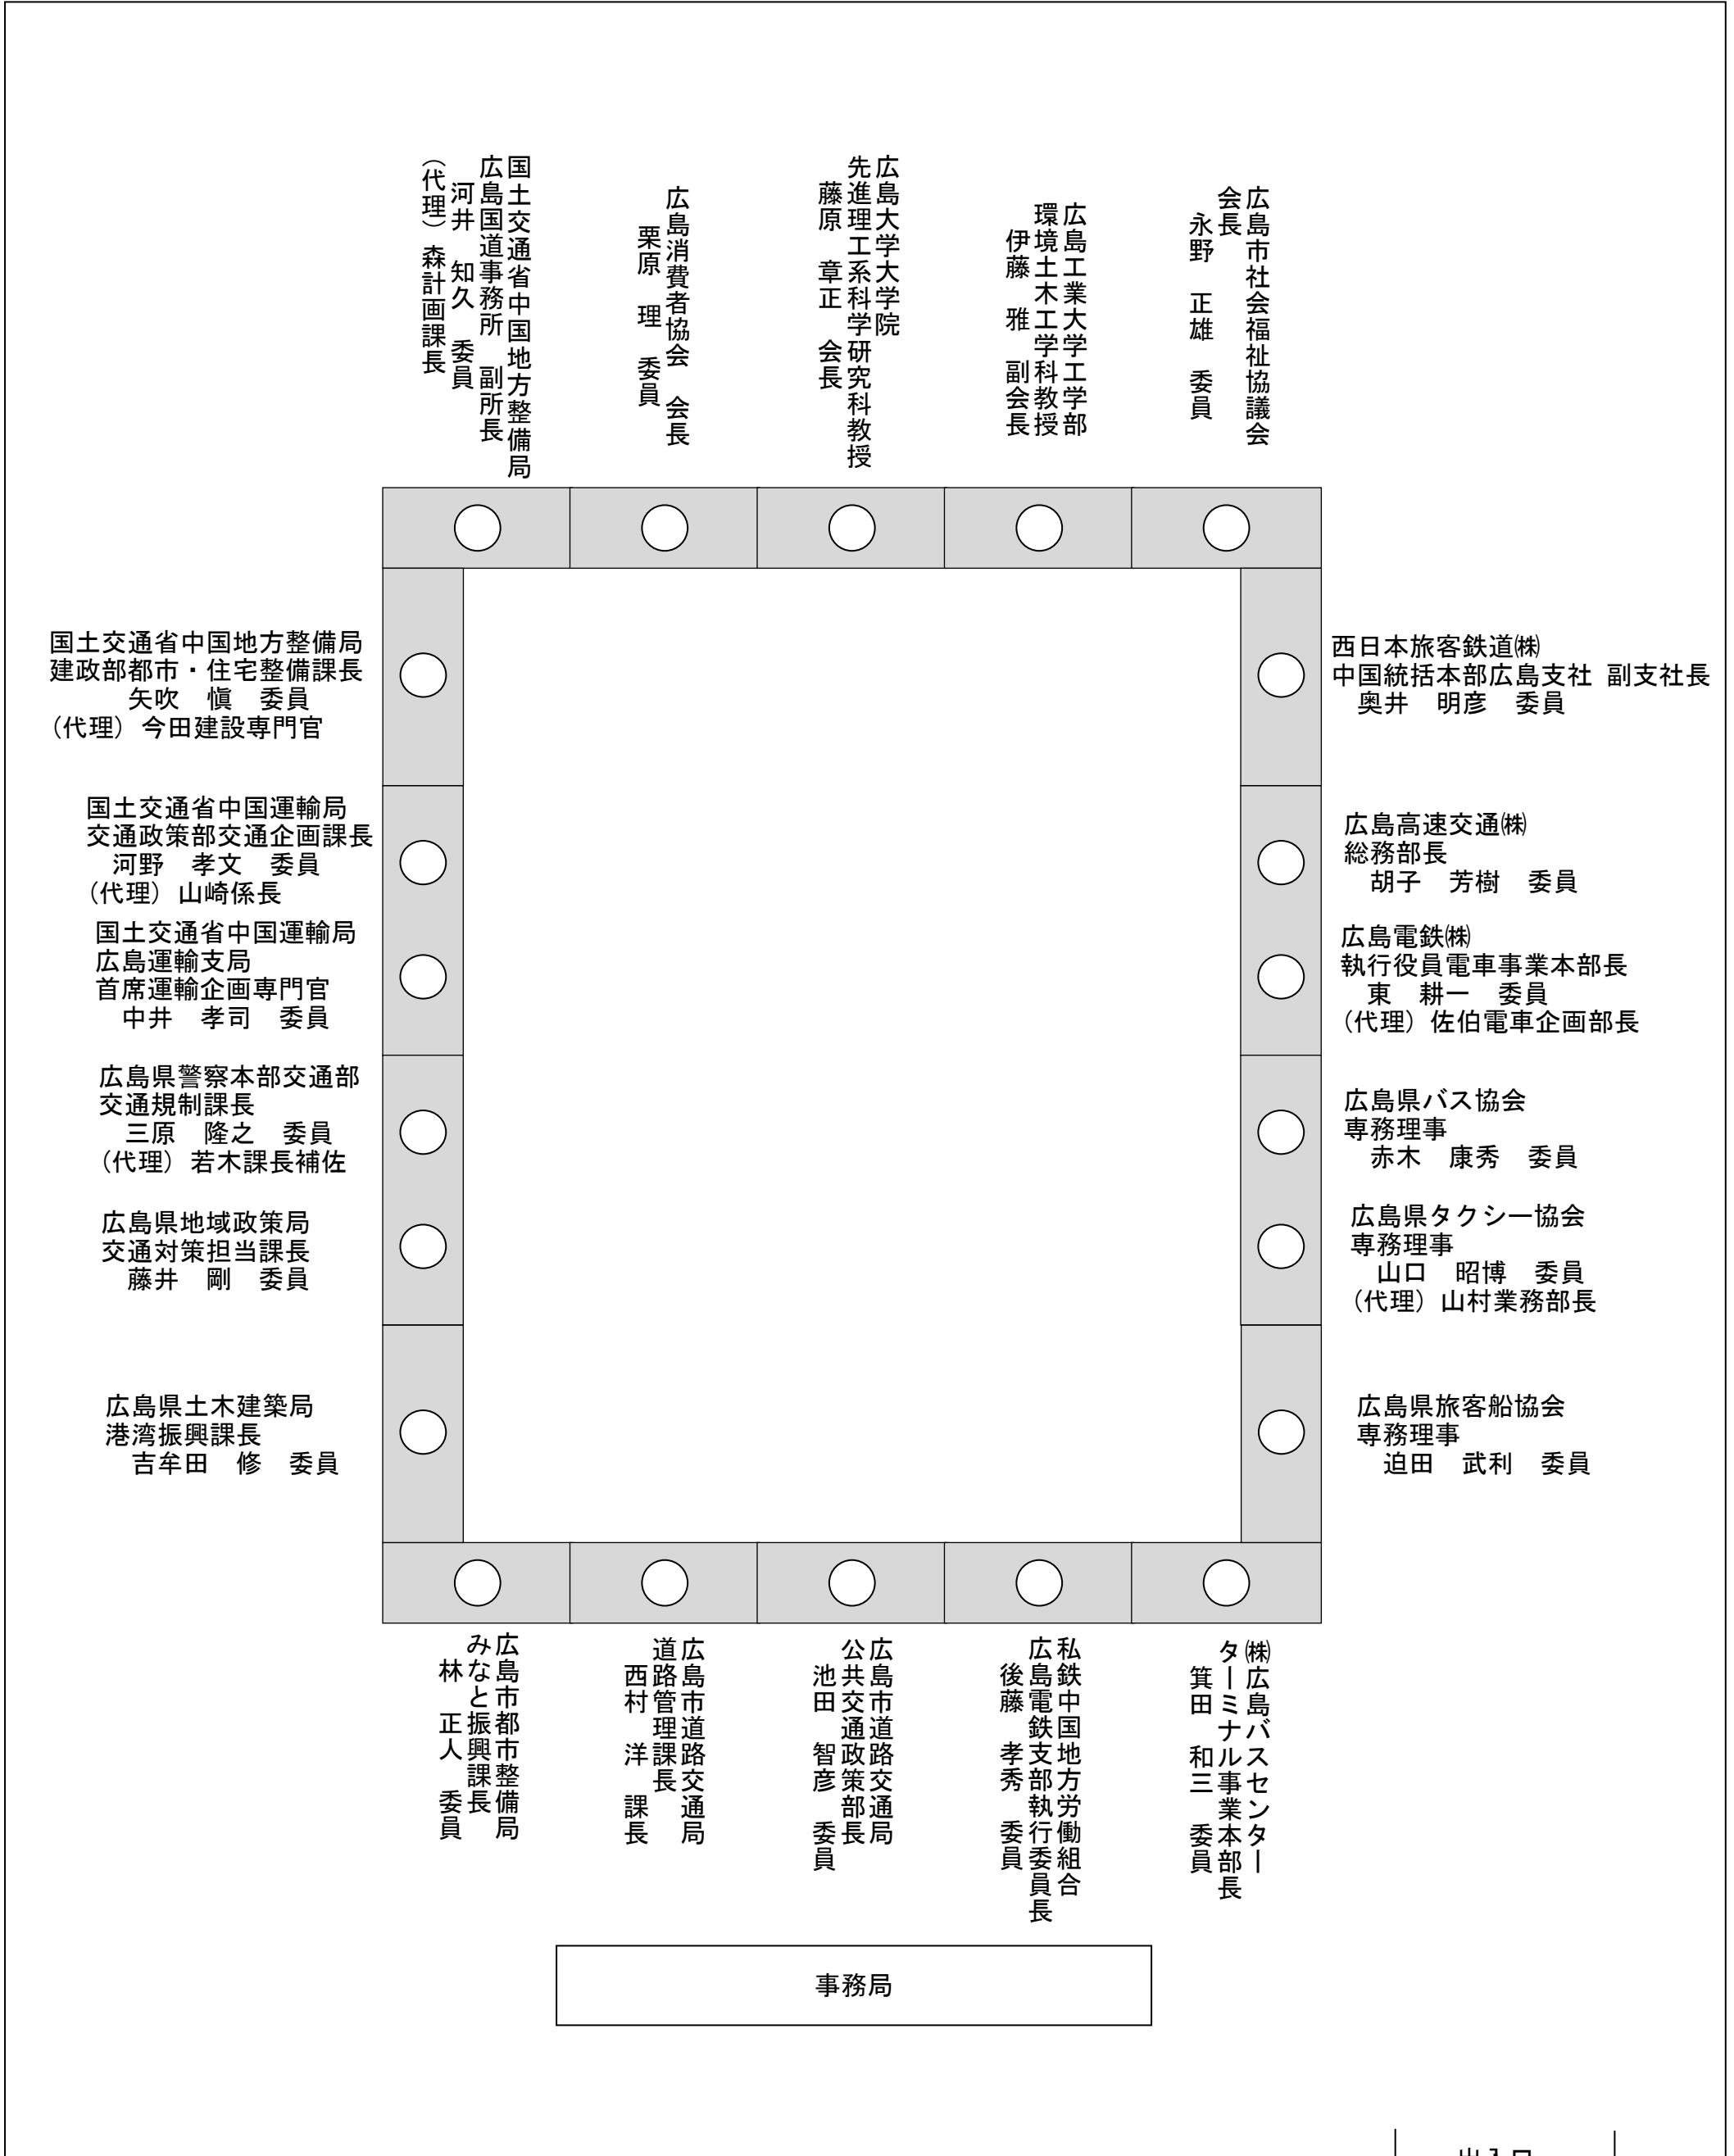 国土交通省中国地方整備局
広島国道事務所　副所長
河井　知久　委員
（代理）森計画課長
広島消費者協会　会長
栗原　理　委員
広島大学大学院
先進理工系科学研究科教授
藤原　章正　会長
広島工業大学工学部
環境土木工学科教授
伊藤　雅　副会長
広島市社会福祉協議会
会長
永野　正雄　委員
国土交通省中国地方整備局
建政部都市・住宅整備課長
矢吹　愼　委員
（代理）今田建設専門官
国土交通省中国運輸局
交通政策部交通企画課長
河野　孝文　委員
（代理）山崎係長
国土交通省中国運輸局
広島運輸支局
首席運輸企画専門官
中井　孝司　委員
広島県警察本部交通部
交通規制課長
三原　隆之　委員
（代理）若木課長補佐
広島県地域政策局
交通対策担当課長
藤井　剛　委員
広島県土木建築局
港湾振興課長
吉牟田　修　委員
西日本旅客鉄道㈱
中国統括本部広島支社 副支社長
奥井　明彦　委員
広島高速交通㈱
総務部長
胡子　芳樹　委員
広島電鉄㈱
執行役員電車事業本部長
東　耕一　委員
（代理）佐伯電車企画部長
広島県バス協会
専務理事
赤木　康秀　委員
広島県タクシー協会
専務理事
山口　昭博　委員
（代理）山村業務部長
広島県旅客船協会
専務理事
迫田　武利　委員
広島市都市整備局
みなと振興課長
林　正人　委員
広島市道路交通局
道路管理課長
西村　洋　課長
広島市道路交通局
公共交通政策部長
池田　智彦　委員
私鉄中国地方労働組合
広島電鉄支部執行委員長
後藤　孝秀　委員
㈱広島バスセンター
ターミナル事業本部長
箕田　和三　委員
事務局
出入口